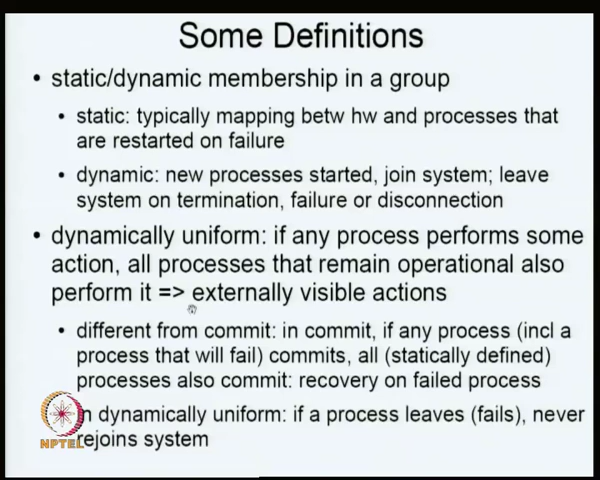 Some Definitions
• static/dynamic membership in a group
• static: typically mapping betw hw and processes that
are restarted on failure
• dynamic: new processes started, join system; leave
system on termination, failure or disconnection
• dynamically uniform: if any process performs some
action, all processes that remain operational also
perform it => externally visible actions
• different from commit: in commit, if any process (incl a
process that will fail) commits, all (statically defined)
processes also commit: recovery on failed process
n dynamically uniform: if a process leaves (fails), never
rejoins system
NPTEL